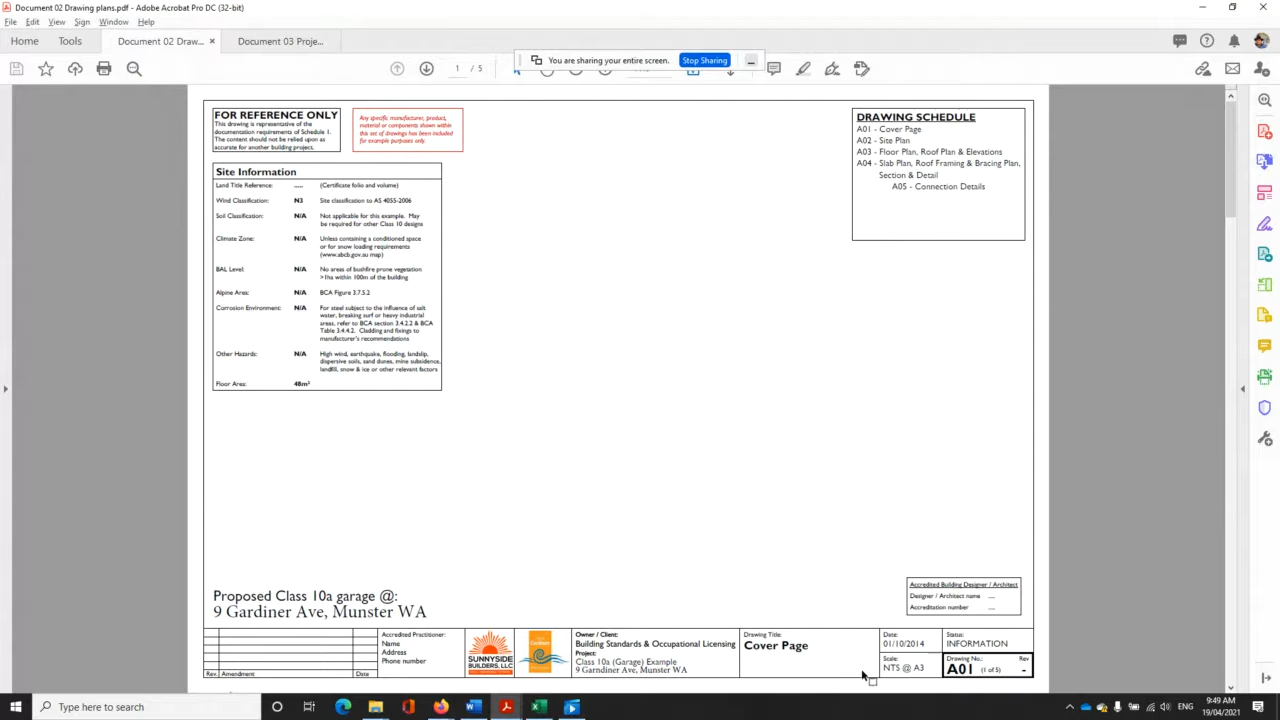 Document 02 Drawing plans.pdf - Adobe Acrobat Pro DC (32-bit)
File Edit View Sign Window Help
Home Tools Document 02 Draw... × Document 03 Proje...
You are sharing your entire screen. Stop Sharing
1 / 5
FOR REFERENCE ONLY
This drawing is representative of the
documentation requirements of Schedule 1.
The content should not be relied upon as
accurate for another building project.
Any specific manufacturer, product,
material or components shown within
this set of drawings has been included
for example purposes only.
DRAWING SCHEDULE
A01 - Cover Page
A02 - Site Plan
A03 - Floor Plan, Roof Plan & Elevations
A04 - Slab Plan, Roof Framing & Bracing Plan,
Section & Detail
A05 - Connection Details
Site Information
Land Title Reference: ..... (Certificate folio and volume)
Wind Classification: N3 Site classification to AS 4055-2006
Soil Classification: N/A Not applicable for this example. May
be required for other Class 10 designs
Climate Zone: N/A Unless containing a conditioned space
or for snow loading requirements
(www.abcb.gov.au map)
BAL Level: N/A No areas of bushfire prone vegetation
>1ha within 100m of the building
Alpine Area: N/A BCA Figure 3.7.5.2
Corrosion Environment: N/A For steel subject to the influence of salt
water, breaking surf or heavy industrial
areas, refer to BCA section 3.4.2.2 & BCA
Table 3.4.4.2. Cladding and fixings to
manufacturer's recommendations
Other Hazards: N/A High wind, earthquake, flooding, landslip,
dispersive soils, sand dunes, mine subsidence,
landfill, snow & ice or other relevant factors
Floor Area: 48m²
Proposed Class 10a garage @:
9 Gardiner Ave, Munster WA
Accredited Building Designer / Architect
Designer / Architect name ....
Accreditation number ....
Rev. Amendment Date
Accredited Practitioner:
Name
Address
Phone number
SUNNYSIDE
BUILDERS, LLC
Owner / Client:
Building Standards & Occupational Licensing
Project:
Class 10a (Garage) Example
9 Garndiner Ave, Munster WA
Drawing Title:
Cover Page
Date:
01/10/2014
Scale:
NTS @ A3
Status:
INFORMATION
Drawing No.: Rev
A01 (1 of 5) -
Type here to search
ENG
9:49 AM
19/04/2021